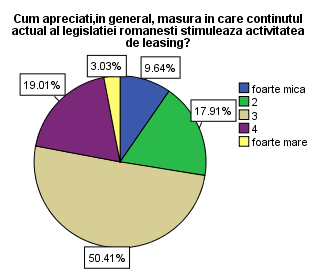 Cum apreciati,in general, masura in care continutul
actual al legislatiei romanesti stimuleaza activitatea
de leasing?
3.03%
9.64%
19.01%
17.91%
50.41%
foarte mica
2
3
4
foarte mare